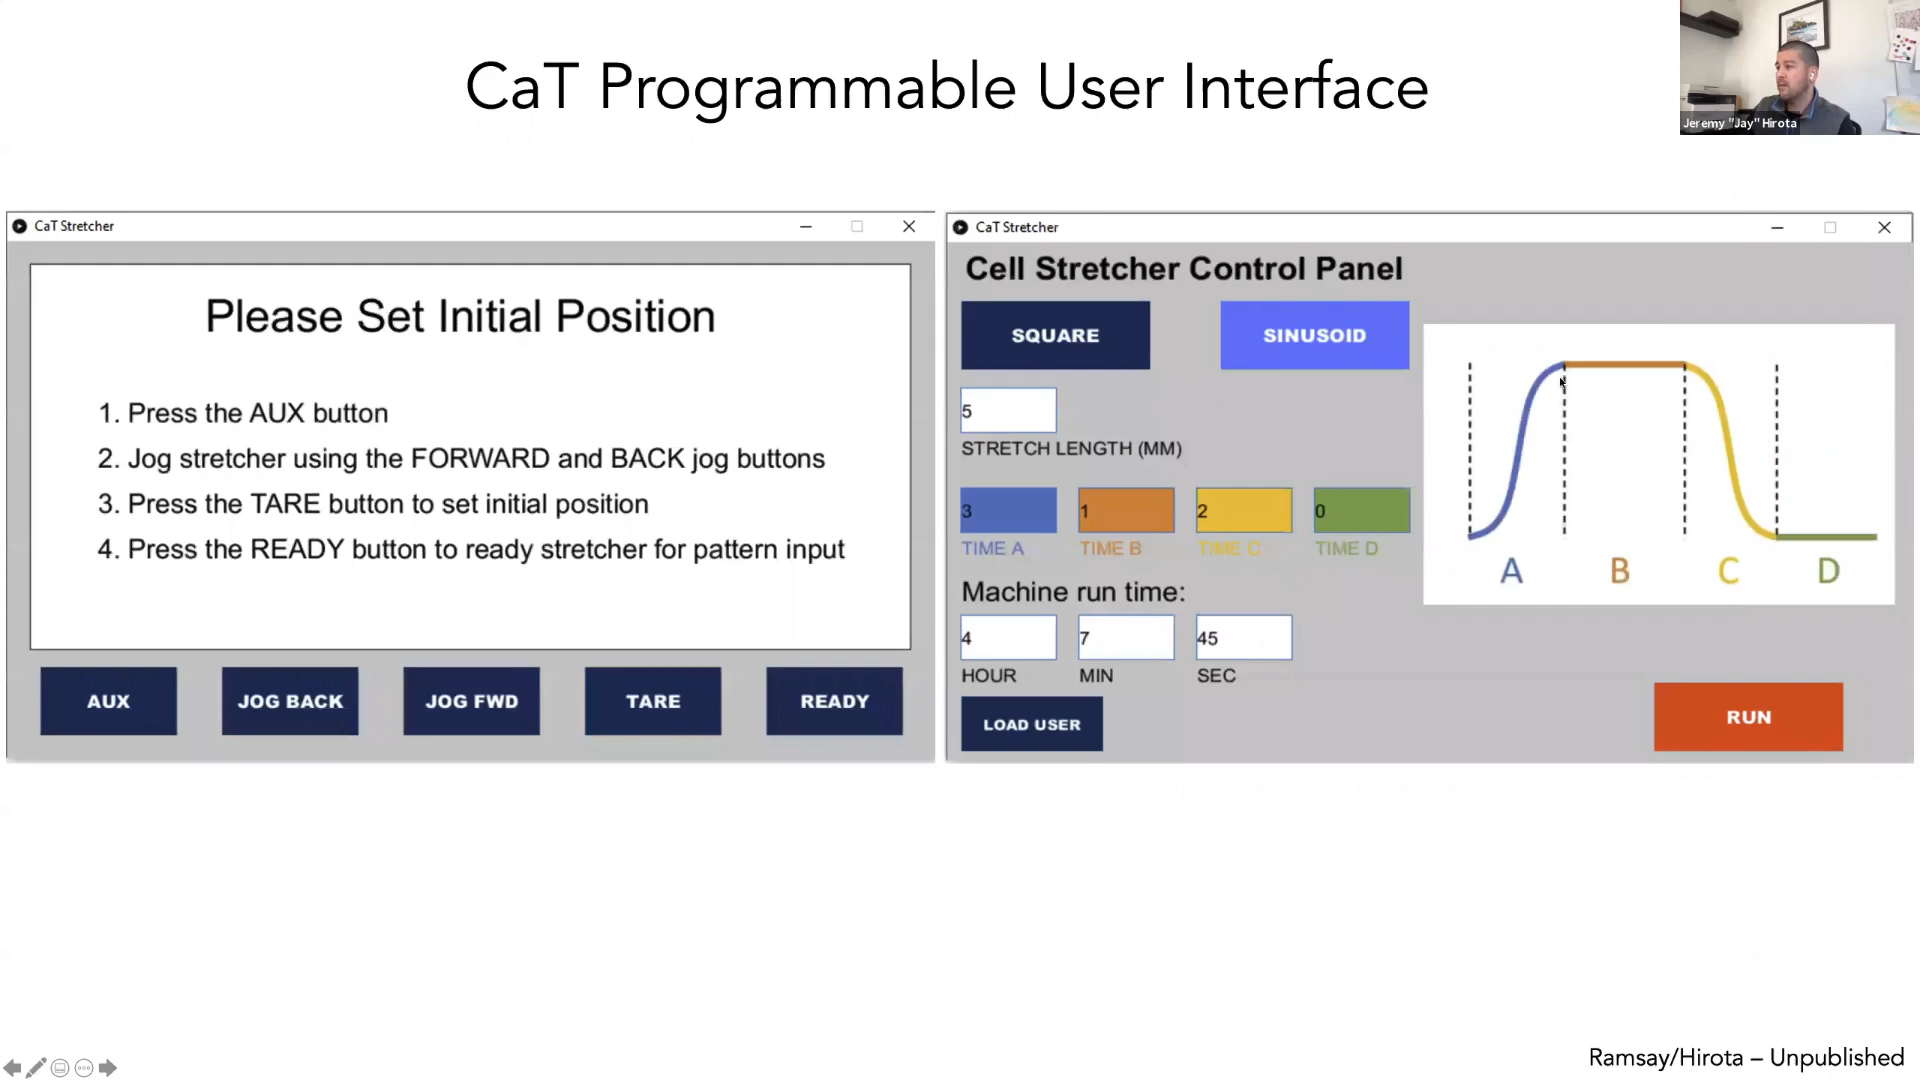 CaT Programmable User Interface
Jeremy "Jay" Hirota
CaT Stretcher
Please Set Initial Position
1. Press the AUX button
2. Jog stretcher using the FORWARD and BACK jog buttons
3. Press the TARE button to set initial position
4. Press the READY button to ready stretcher for pattern input
AUX JOG BACK JOG FWD TARE READY
CaT Stretcher
Cell Stretcher Control Panel
SQUARE SINUSOID
5
STRETCH LENGTH (MM)
3 1 2 0
TIME A TIME B TIME C TIME D
Machine run time:
4 7 45
HOUR MIN SEC
LOAD USER
A B C D
RUN
Ramsay/Hirota – Unpublished